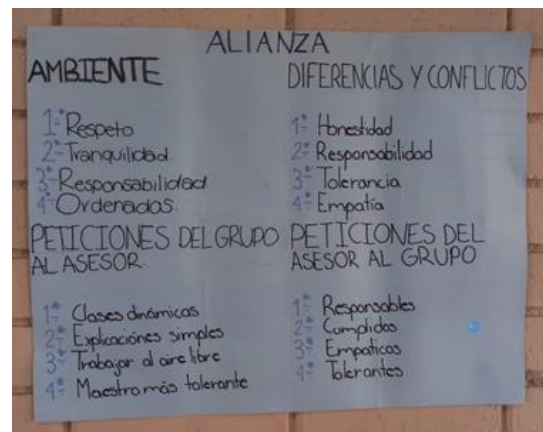 ALIANZA
AMBIENTE
1.- Respeto
2.- Tranquilidad
3.- Responsabilidad
4.- Ordenados.
DIFERENCIAS Y CONFLICTOS
1.- Honestidad
2.- Responsabilidad
3.- Tolerancia
4.- Empatía
PETICIONES DEL GRUPO
AL ASESOR
1.- Clases dinámicas
2.- Explicaciónes simples
3.- Trabajar al aire libre
4.- Maestro más tolerante
PETICIONES DEL
ASESOR AL GRUPO
1.- Responsables
2.- Cumplidos
3.- Empaticos
4.- Tolerantes